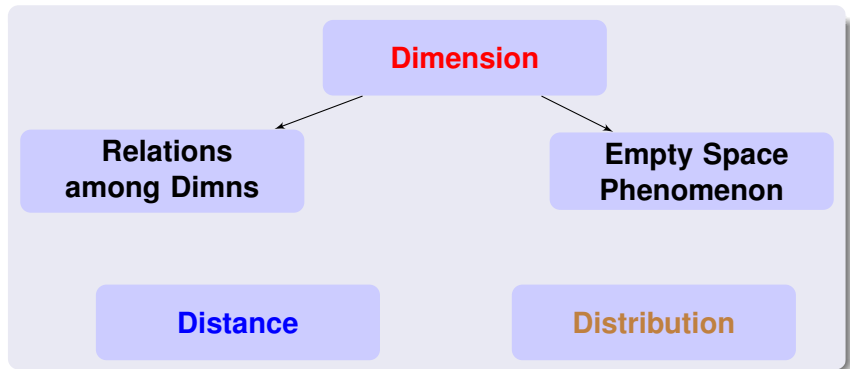 Dimension
Relations
among Dimns
Empty Space
Phenomenon
Distance
Distribution